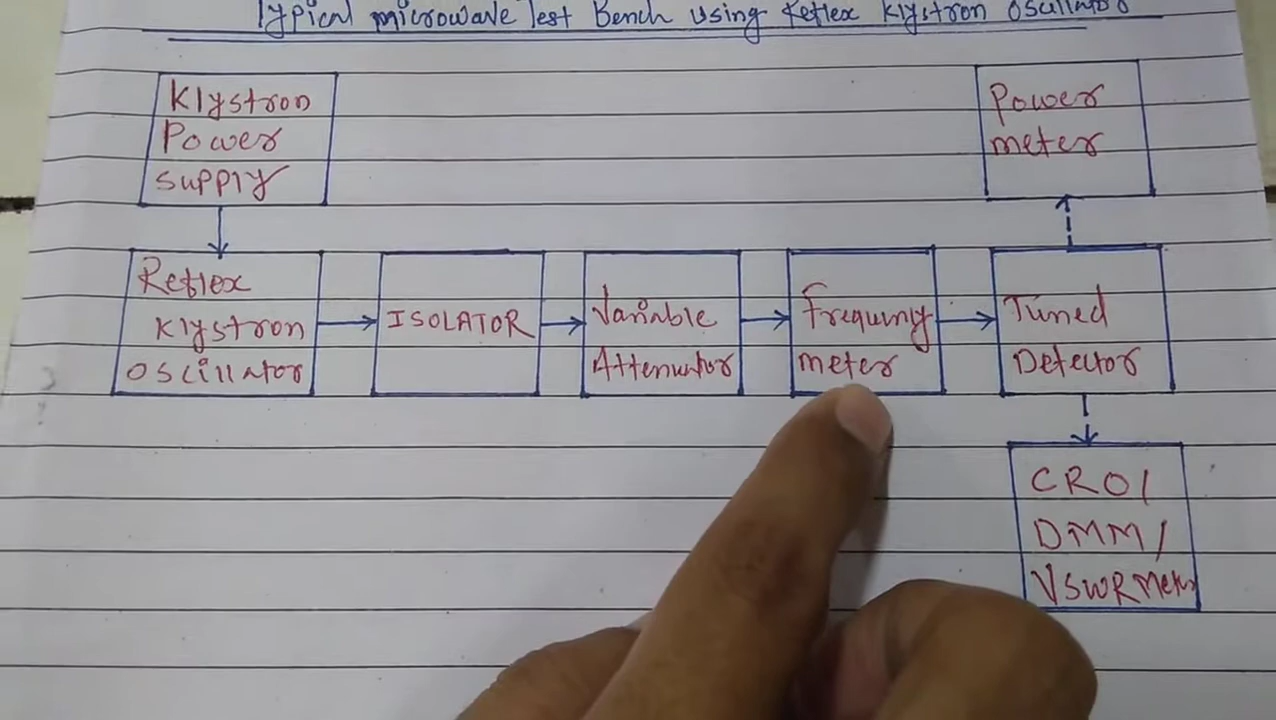 Typical microwave Test Bench using Reflex Klystron Oscillator
Klystron
Power
supply
Power
meter
Reflex
Klystron
Oscillator
ISOLATOR
Variable
Attenuator
Frequency
meter
Tuned
Detector
CRO/
DMM/
VSWR Meter